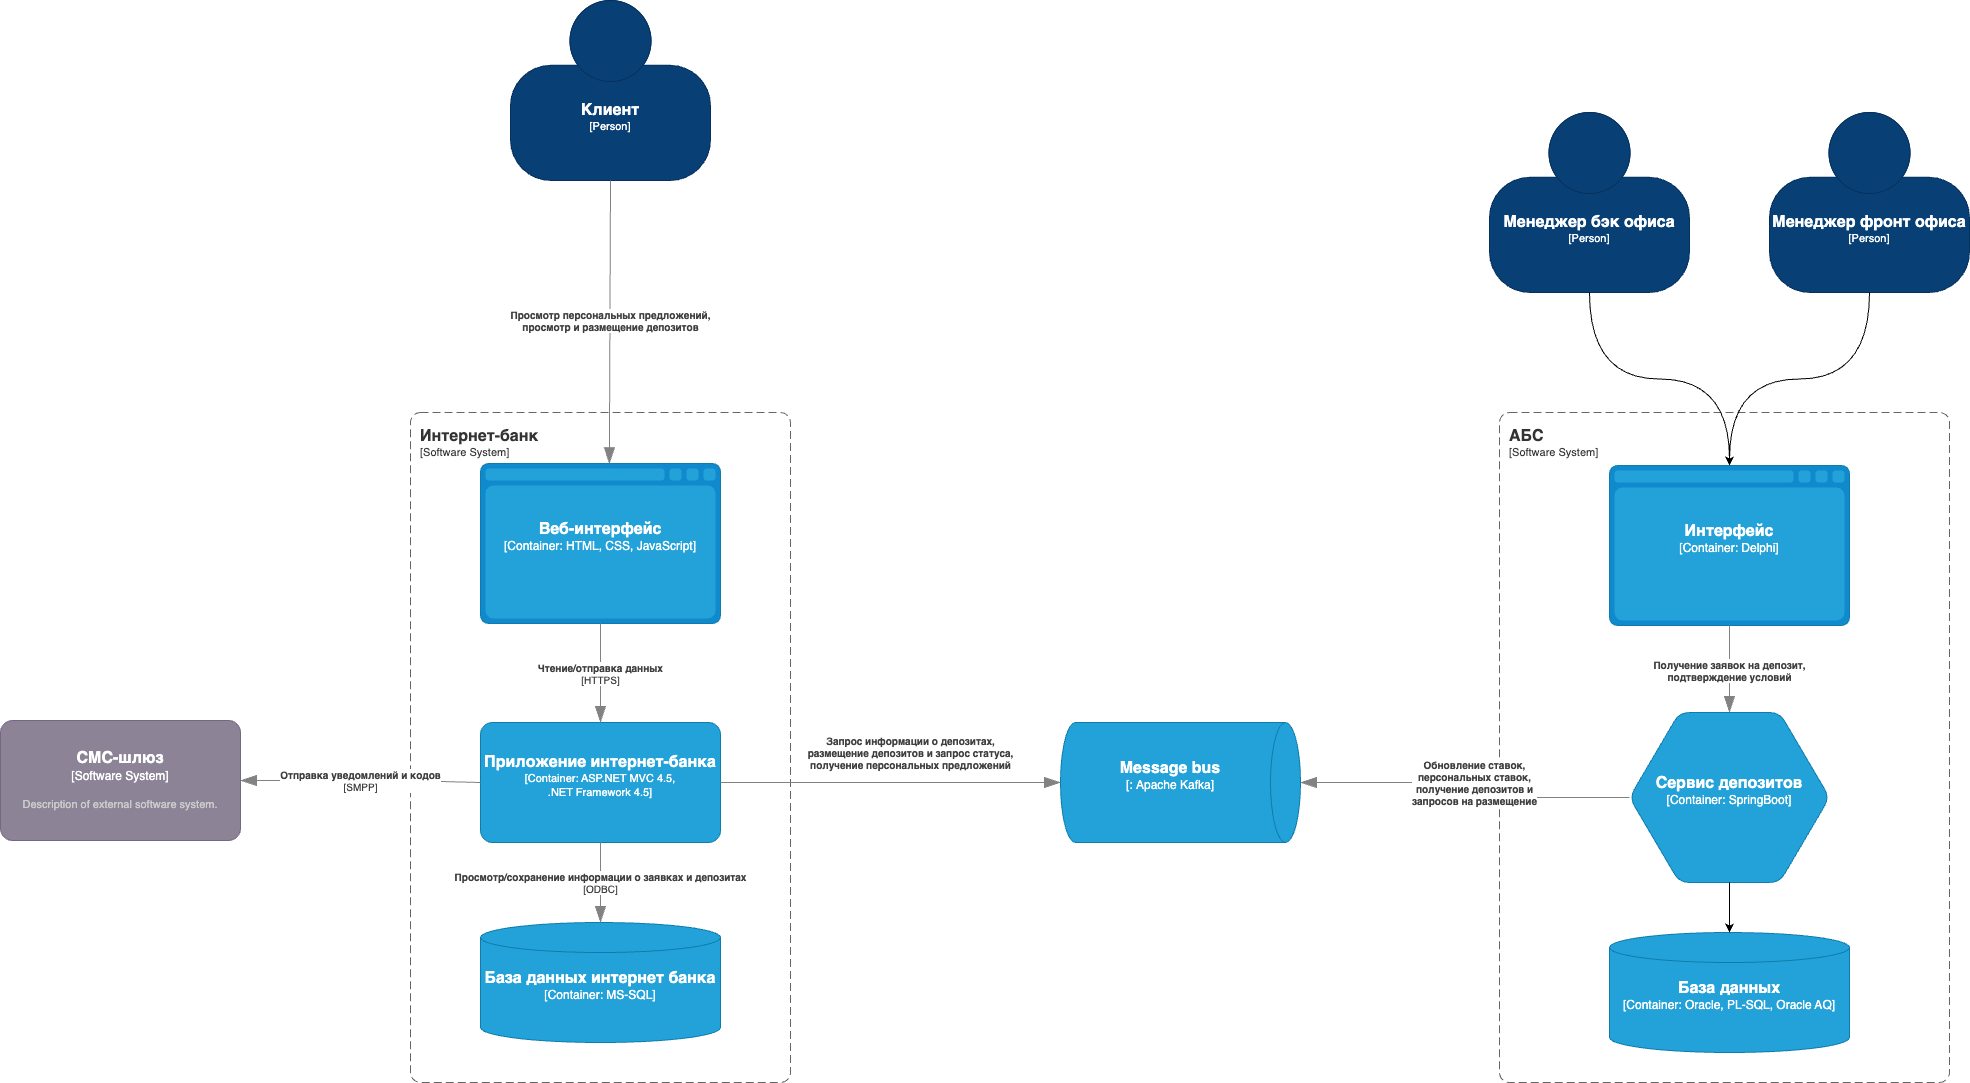 Клиент
[Person]
Менеджер бэк офиса
[Person]
Менеджер фронт офиса
[Person]
Просмотр персональных предложений,
просмотр и размещение депозитов
Интернет-банк
[Software System]
Веб-интерфейс
[Container: HTML, CSS, JavaScript]
Чтение/отправка данных
[HTTPS]
СМС-шлюз
[Software System]
Description of external software system.
Отправка уведомлений и кодов
[SMPP]
Приложение интернет-банка
[Container: ASP.NET MVC 4.5,
.NET Framework 4.5]
Просмотр/сохранение информации о заявках и депозитах
[ODBC]
База данных интернет банка
[Container: MS-SQL]
Запрос информации о депозитах,
размещение депозитов и запрос статуса,
получение персональных предложений
Message bus
[: Apache Kafka]
Обновление ставок,
персональных ставок,
получение депозитов и
запросов на размещение
АБС
[Software System]
Интерфейс
[Container: Delphi]
Получение заявок на депозит,
подтверждение условий
Сервис депозитов
[Container: SpringBoot]
База данных
[Container: Oracle, PL-SQL, Oracle AQ]